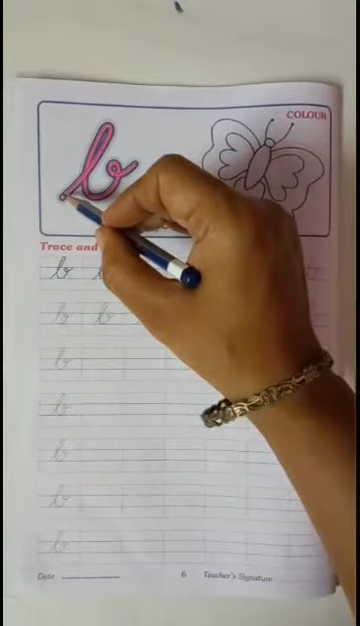 COLOUR
b
Trace and
b
b b
b
b
b
b
b
Date ................... 6 Teacher's Signature